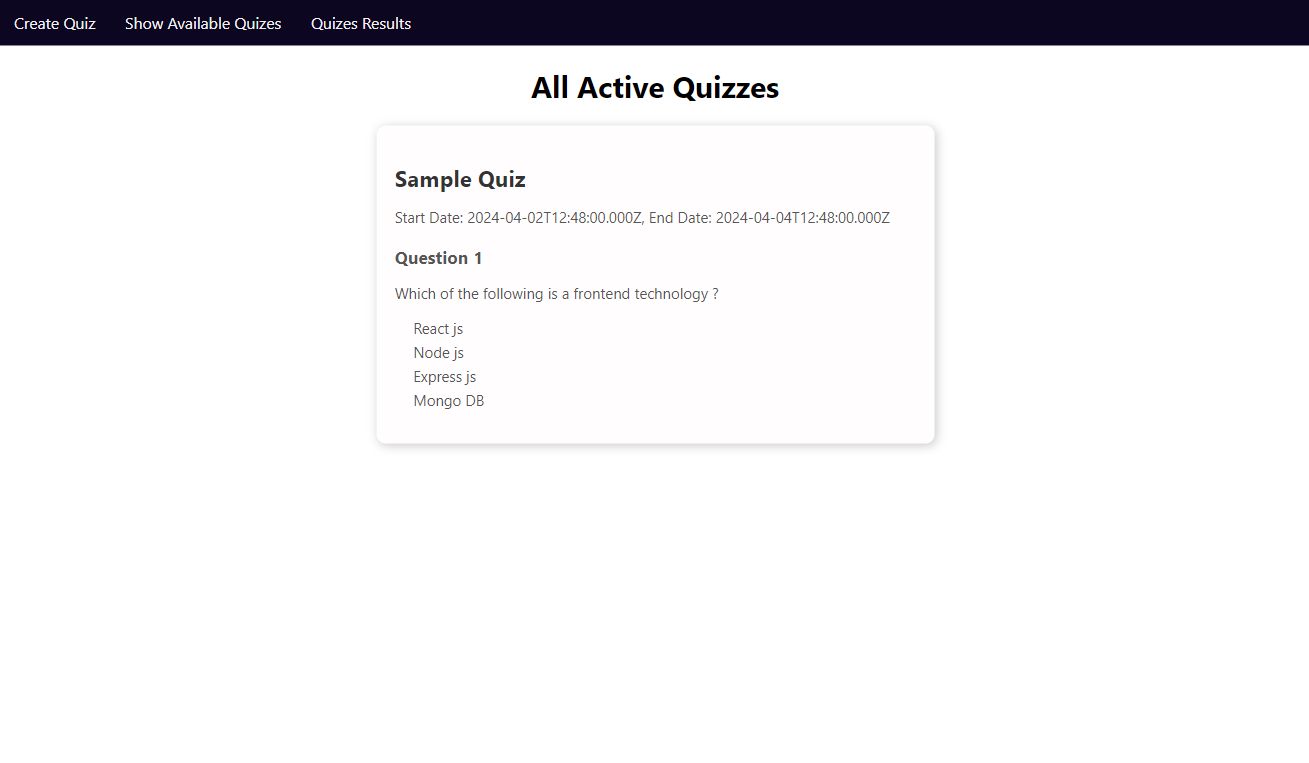 Create Quiz Show Available Quizes Quizes Results
All Active Quizzes
Sample Quiz
Start Date: 2024-04-02T12:48:00.000Z, End Date: 2024-04-04T12:48:00.000Z
Question 1
Which of the following is a frontend technology ?
React js
Node js
Express js
Mongo DB